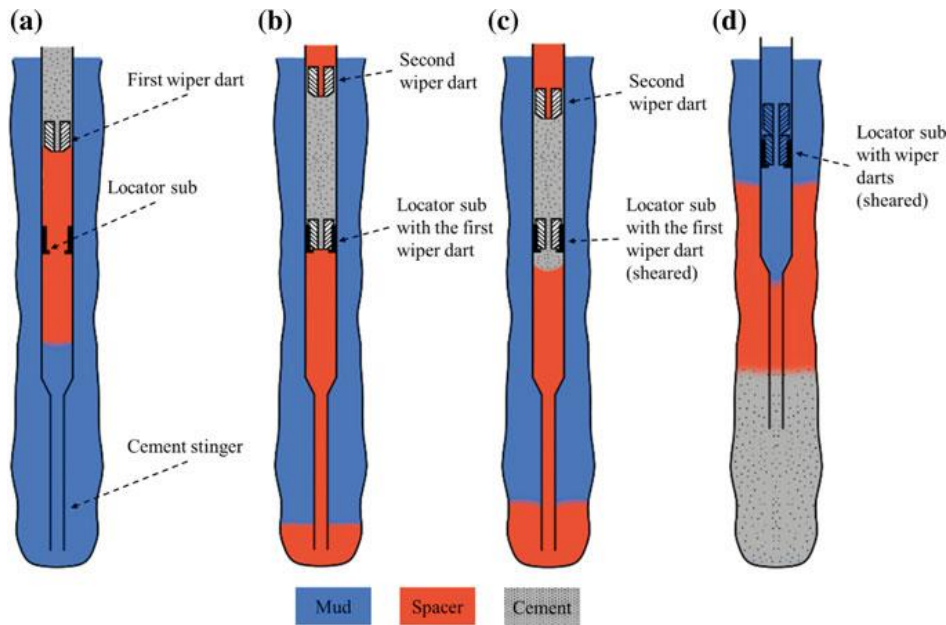 (a)
(b)
(c)
(d)
First wiper dart
Locator sub
Cement stinger
Second
wiper dart
Locator sub
with the first
wiper dart
Second
wiper dart
Locator sub
with the first
wiper dart
(sheared)
Locator sub
with wiper
darts
(sheared)
Mud
Spacer
Cement